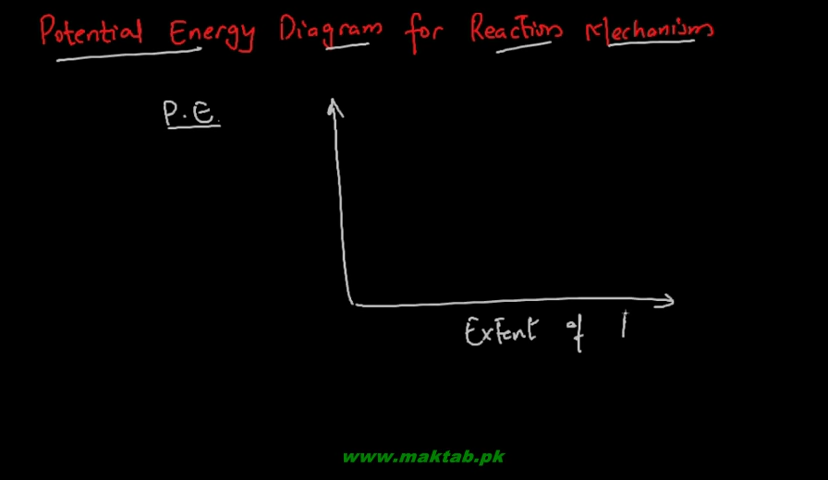 Potential Energy Diagram for Reaction Mechanism
P.E.
Extent of
www.maktab.pk